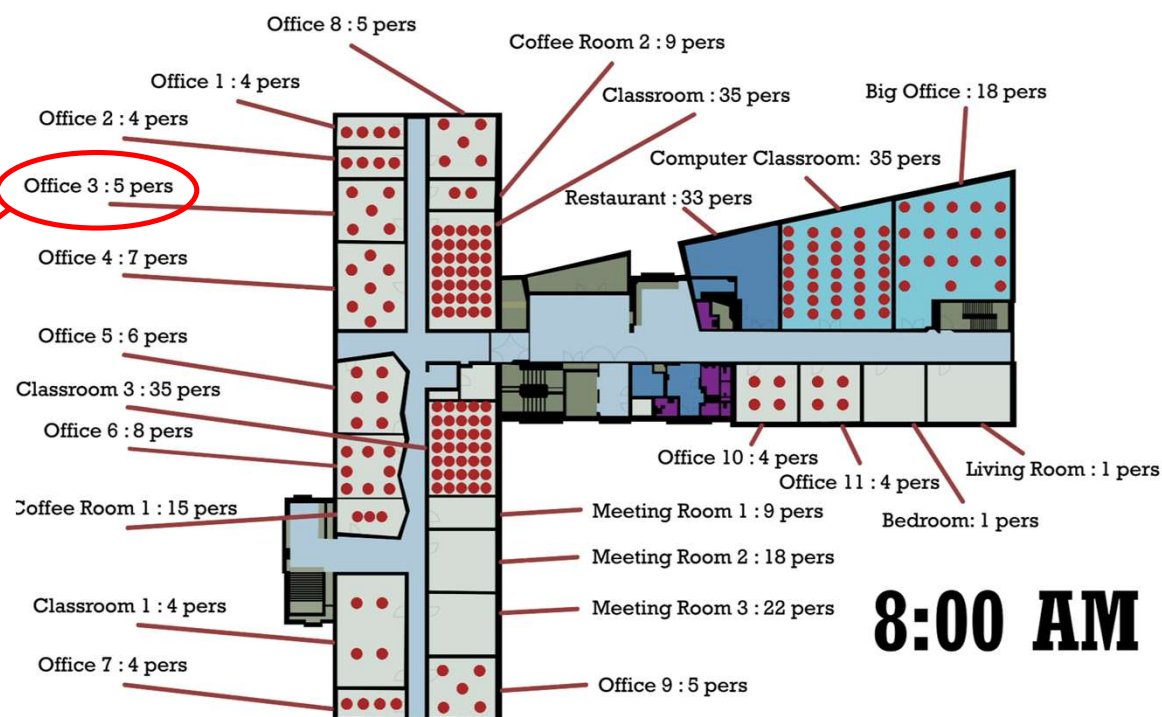 Office 8 : 5 pers
Coffee Room 2 : 9 pers
Office 1 : 4 pers
Classroom : 35 pers
Big Office : 18 pers
Office 2 : 4 pers
Computer Classroom: 35 pers
Office 3 : 5 pers
Restaurant : 33 pers
Office 4 : 7 pers
Office 5 : 6 pers
Classroom 3 : 35 pers
Office 6 : 8 pers
Office 10 : 4 pers
Living Room : 1 pers
Office 11 : 4 pers
Coffee Room 1 : 15 pers
Meeting Room 1 : 9 pers
Bedroom: 1 pers
Meeting Room 2 : 18 pers
Classroom 1 : 4 pers
Meeting Room 3 : 22 pers
8:00 AM
Office 7 : 4 pers
Office 9 : 5 pers